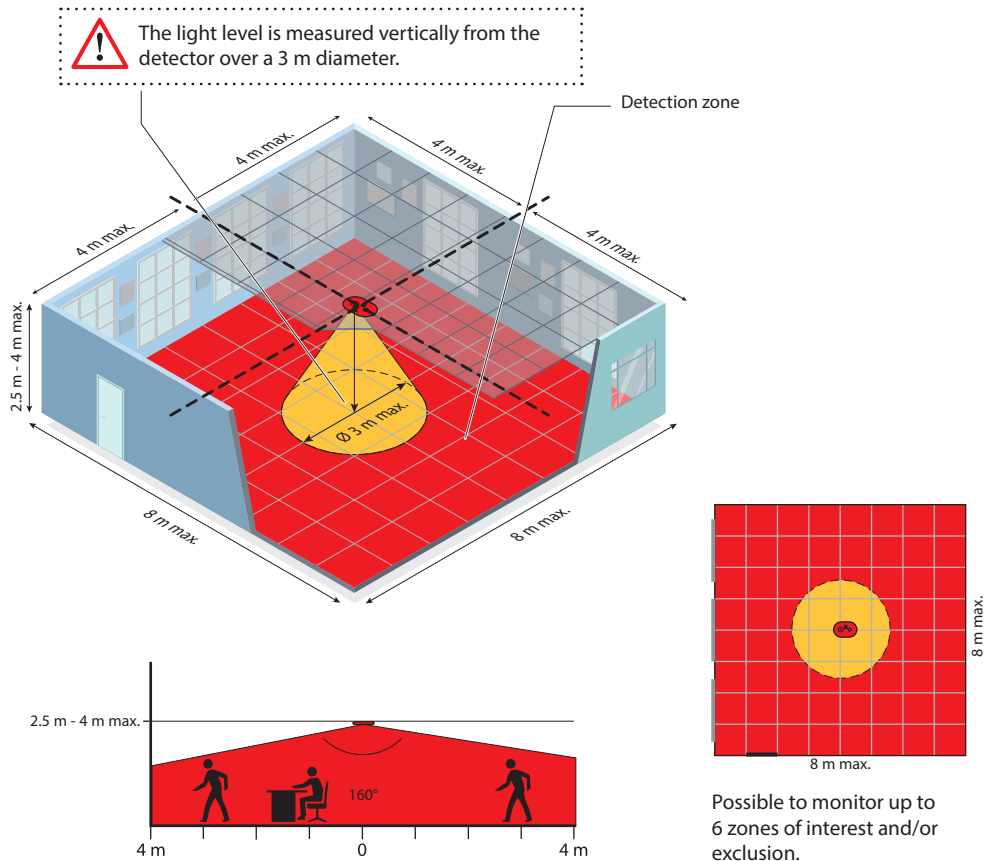 The light level is measured vertically from the
detector over a 3 m diameter.
Detection zone
4 m max.
4 m max.
4 m max.
4 m max.
2.5 m - 4 m max.
Ø 3 m max.
8 m max.
8 m max.
8 m max.
8 m max.
2.5 m - 4 m max.
160°
4 m
0
4 m
Possible to monitor up to
6 zones of interest and/or
exclusion.